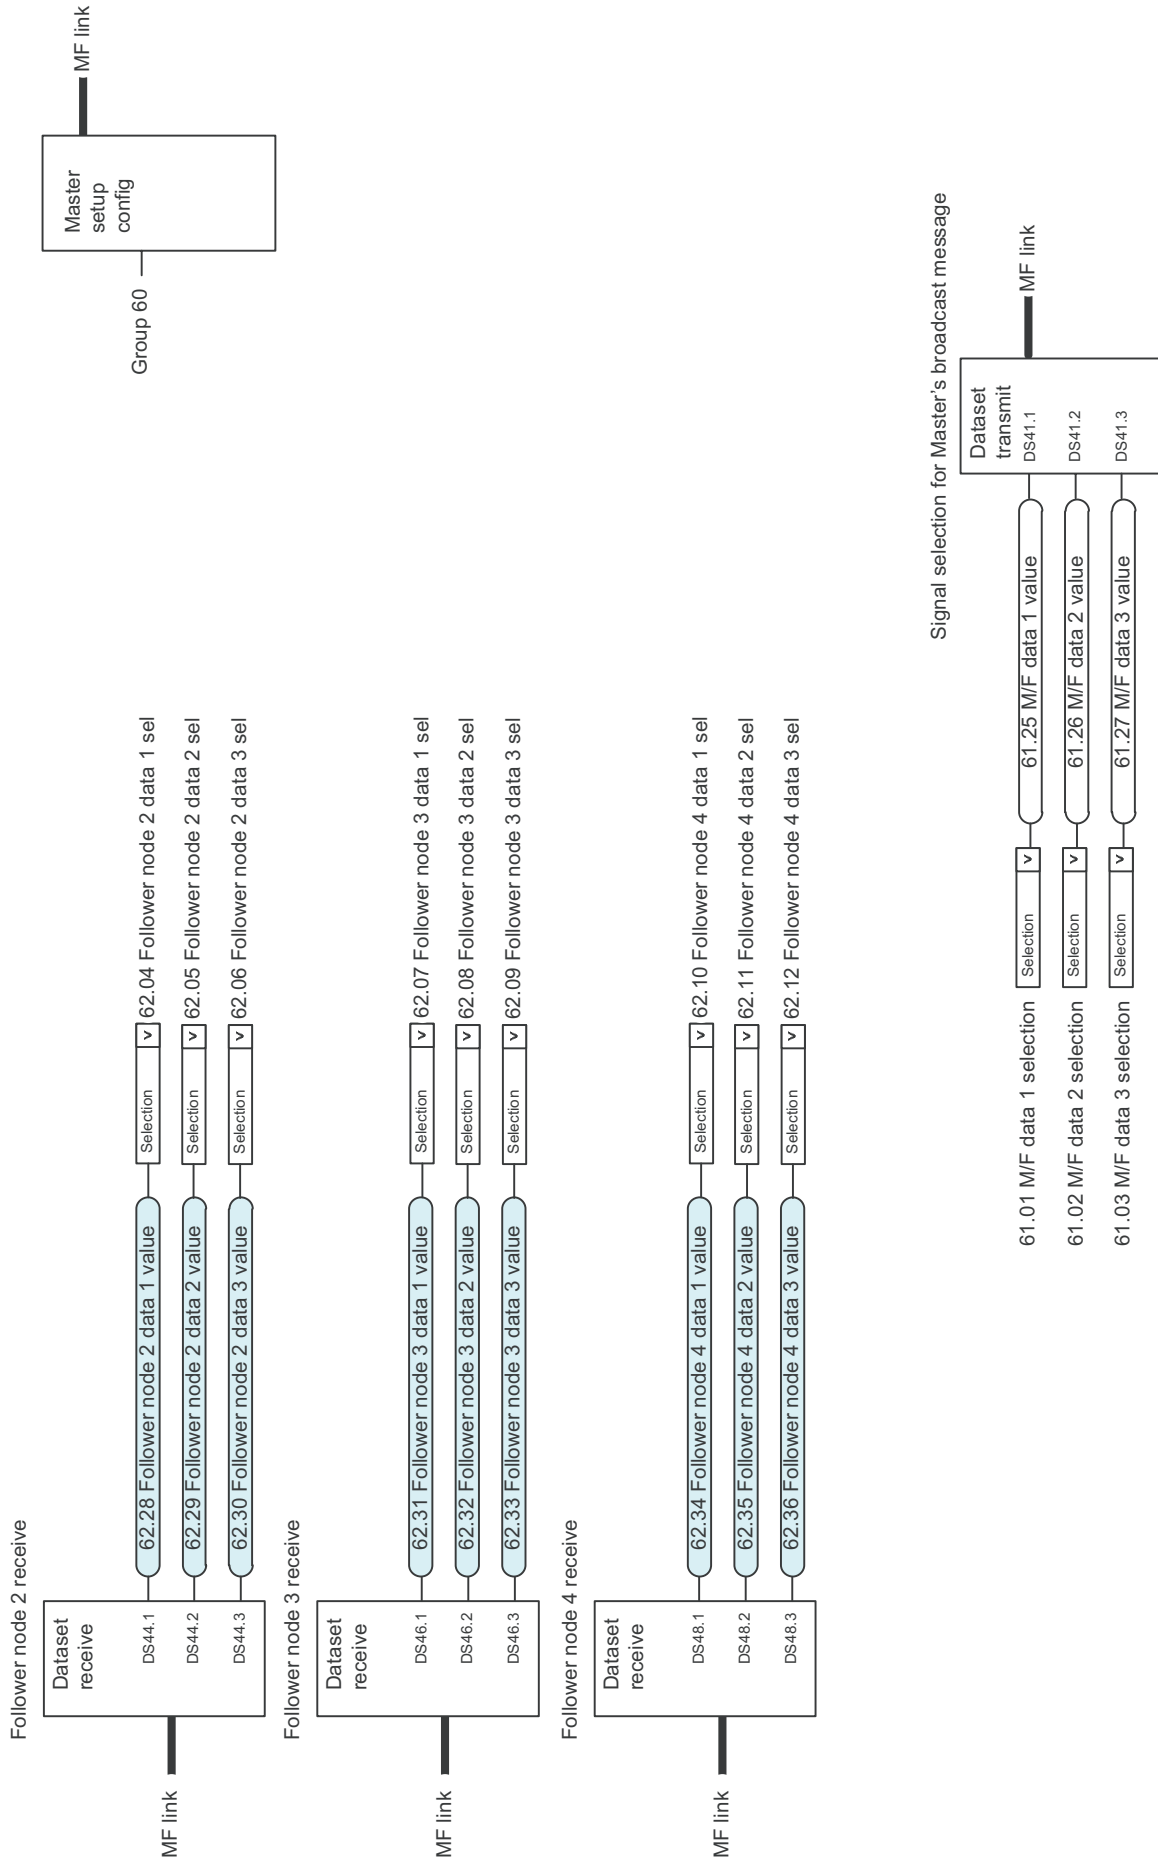 Follower node 2 receive
Dataset
receive
MF link
DS44.1
62.28 Follower node 2 data 1 value
Selection
v
62.04 Follower node 2 data 1 sel
DS44.2
62.29 Follower node 2 data 2 value
Selection
v
62.05 Follower node 2 data 2 sel
DS44.3
62.30 Follower node 2 data 3 value
Selection
v
62.06 Follower node 2 data 3 sel
Master
setup
config
MF link
Group 60
Follower node 3 receive
Dataset
receive
MF link
DS46.1
62.31 Follower node 3 data 1 value
Selection
v
62.07 Follower node 3 data 1 sel
DS46.2
62.32 Follower node 3 data 2 value
Selection
v
62.08 Follower node 3 data 2 sel
DS46.3
62.33 Follower node 3 data 3 value
Selection
v
62.09 Follower node 3 data 3 sel
Follower node 4 receive
Dataset
receive
MF link
DS48.1
62.34 Follower node 4 data 1 value
Selection
v
62.10 Follower node 4 data 1 sel
DS48.2
62.35 Follower node 4 data 2 value
Selection
v
62.11 Follower node 4 data 2 sel
DS48.3
62.36 Follower node 4 data 3 value
Selection
v
62.12 Follower node 4 data 3 sel
Signal selection for Master’s broadcast message
Dataset
transmit
MF link
61.01 M/F data 1 selection
Selection
v
61.25 M/F data 1 value
DS41.1
61.02 M/F data 2 selection
Selection
v
61.26 M/F data 2 value
DS41.2
61.03 M/F data 3 selection
Selection
v
61.27 M/F data 3 value
DS41.3